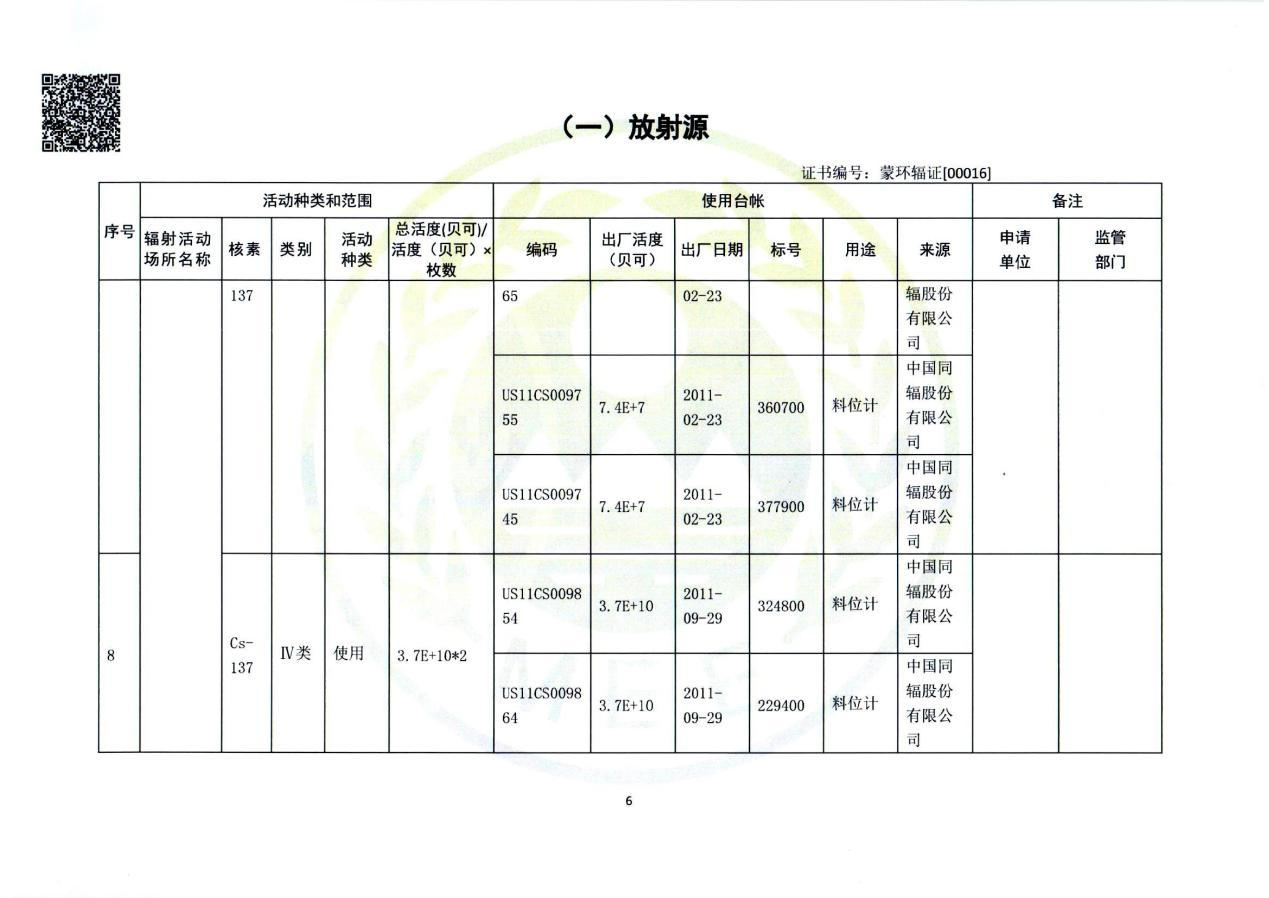 （一）放射源
证书编号：蒙环辐证[00016]
序号
活动种类和范围
使用台帐
备注
辐射活动
场所名称
核素
类别
活动
种类
总活度(贝可)/
活度（贝可）×
枚数
编码
出厂活度
（贝可）
出厂日期
标号
用途
来源
申请
单位
监管
部门
137
65
02-23
辐股份
有限公
司
US11CS0097
55
7.4E+7
2011-
02-23
360700
料位计
中国同
辐股份
有限公
司
US11CS0097
45
7.4E+7
2011-
02-23
377900
料位计
中国同
辐股份
有限公
司
8
Cs-
137
Ⅳ类
使用
3.7E+10*2
US11CS0098
54
3.7E+10
2011-
09-29
324800
料位计
中国同
辐股份
有限公
司
US11CS0098
64
3.7E+10
2011-
09-29
229400
料位计
中国同
辐股份
有限公
司
MEE
6